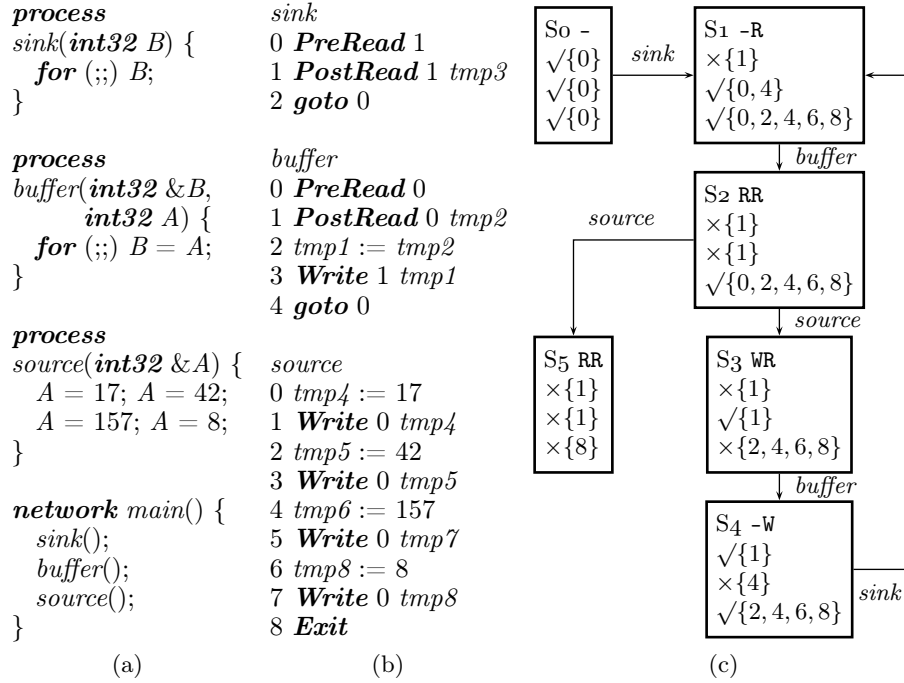 process
sink(int32 B) {
for (;;) B;
}
process
buffer(int32 &B,
int32 A) {
for (;;) B = A;
}
process
source(int32 &A) {
A = 17; A = 42;
A = 157; A = 8;
}
network main() {
sink();
buffer();
source();
}
(a)
sink
0 PreRead 1
1 PostRead 1 tmp3
2 goto 0
buffer
0 PreRead 0
1 PostRead 0 tmp2
2 tmp1 := tmp2
3 Write 1 tmp1
4 goto 0
source
0 tmp4 := 17
1 Write 0 tmp4
2 tmp5 := 42
3 Write 0 tmp5
4 tmp6 := 157
5 Write 0 tmp7
6 tmp8 := 8
7 Write 0 tmp8
8 Exit
(b)
S0 -
√{0}
√{0}
√{0}
sink
S1 -R
×{1}
√{0, 4}
√{0, 2, 4, 6, 8}
buffer
S2 RR
×{1}
×{1}
√{0, 2, 4, 6, 8}
source
source
S5 RR
×{1}
×{1}
×{8}
S3 WR
×{1}
√{1}
×{2, 4, 6, 8}
buffer
S4 -W
√{1}
×{4}
√{2, 4, 6, 8}
sink
(c)